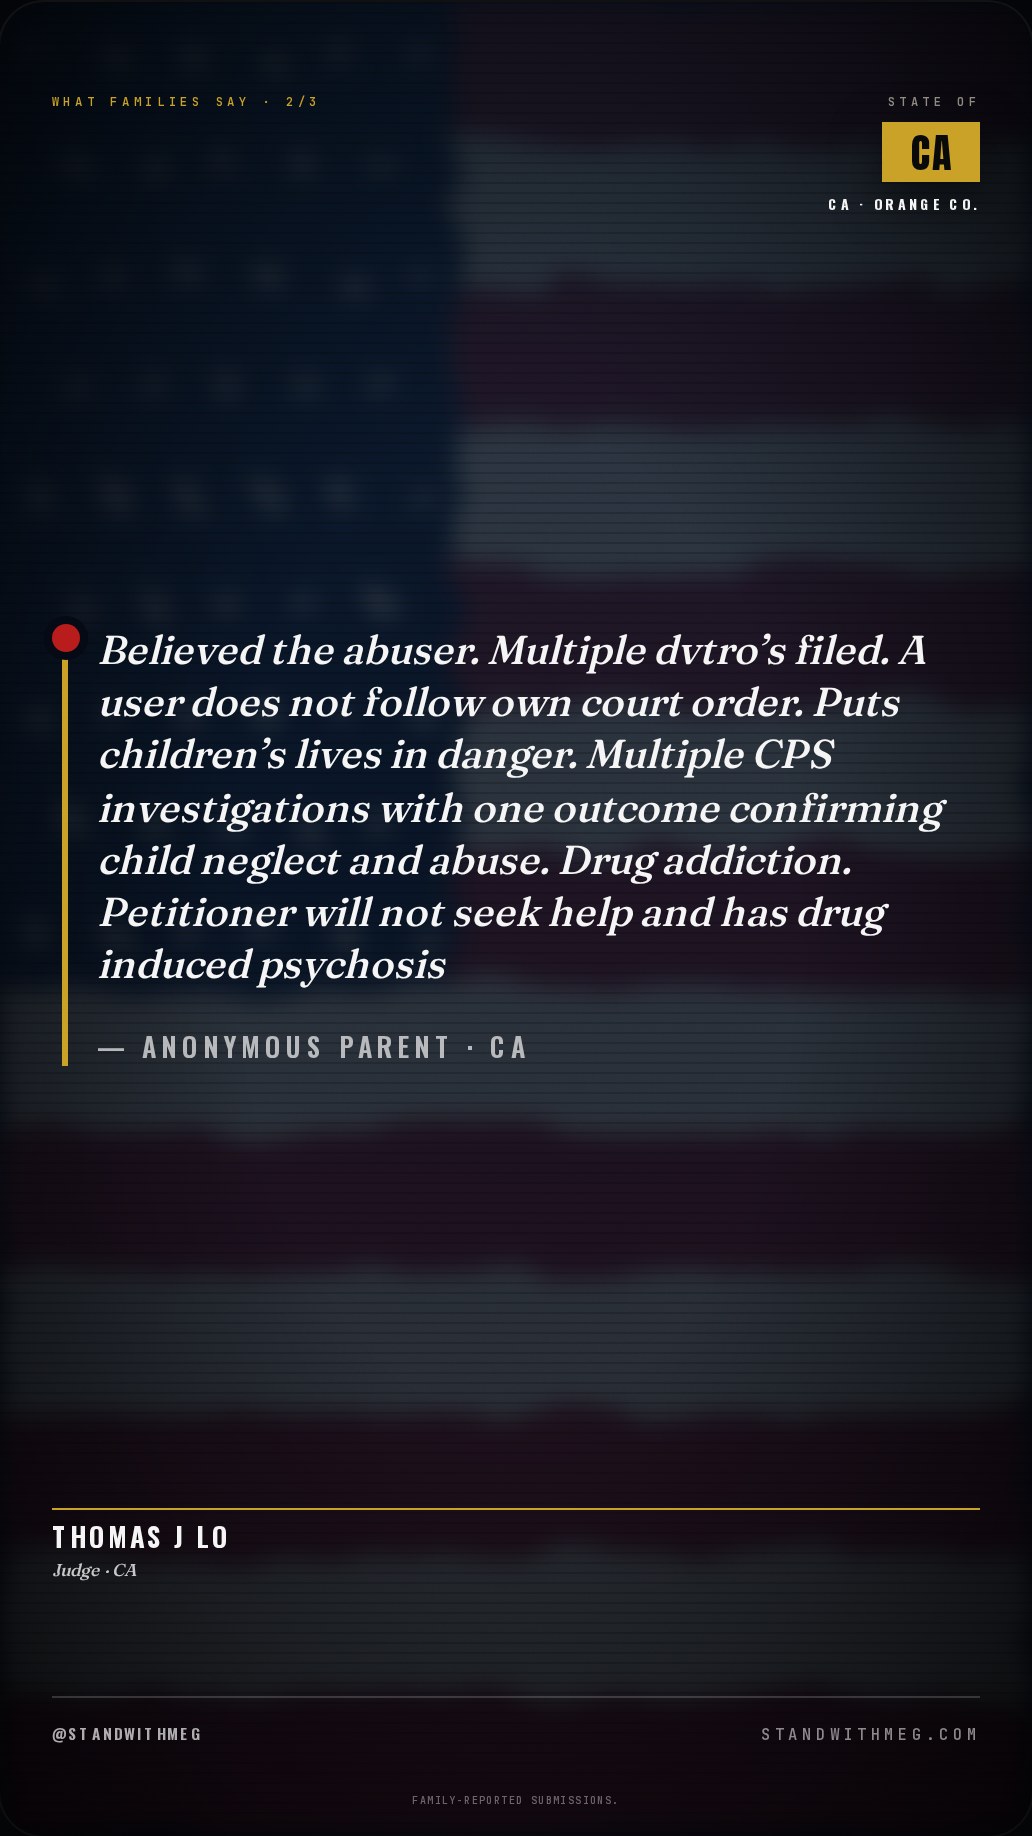 WHAT FAMILIES SAY · 2/3
STATE OF
CA
CA · ORANGE CO.
Believed the abuser. Multiple dvtro’s filed. A
user does not follow own court order. Puts
children’s lives in danger. Multiple CPS
investigations with one outcome confirming
child neglect and abuse. Drug addiction.
Petitioner will not seek help and has drug
induced psychosis
— ANONYMOUS PARENT · CA
THOMAS J LO
Judge · CA
@STANDWITHMEG
STANDWITHMEG.COM
FAMILY-REPORTED SUBMISSIONS.